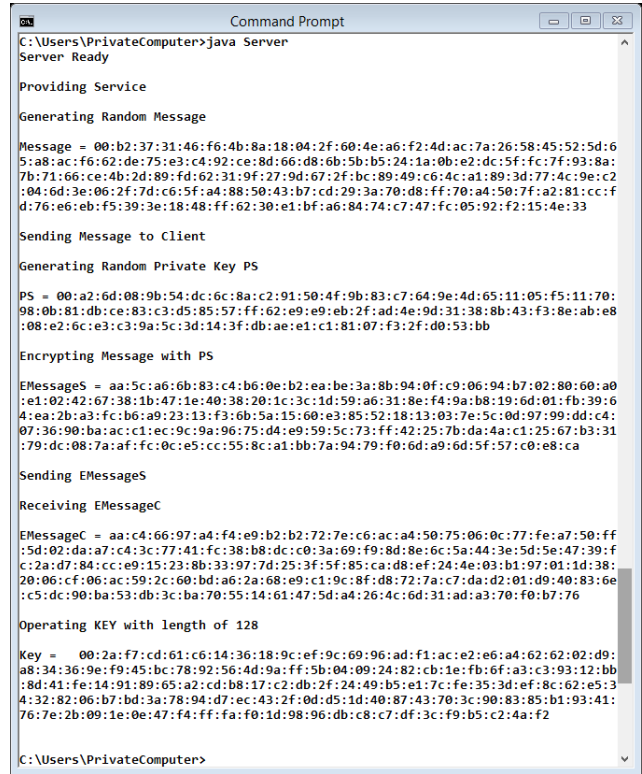 Command Prompt
C:\Users\PrivateComputer>java Server
Server Ready
Providing Service
Generating Random Message
Message = 00:b2:37:31:46:f6:4b:8a:18:04:2f:60:4e:a6:f2:4d:ac:7a:26:58:45:52:5d:6
5:a8:ac:f6:62:de:75:e3:c4:92:ce:8d:66:d8:6b:5b:b5:24:1a:0b:e2:dc:5f:fc:7f:93:8a:
7b:71:66:ce:4b:2d:89:fd:62:31:9f:27:9d:67:2f:bc:89:49:c6:4c:a1:89:3d:77:4c:9e:c2
:04:6d:3e:06:2f:7d:c6:5f:a4:88:50:43:b7:cd:29:3a:70:d8:ff:70:a4:50:7f:a2:81:cc:f
d:76:e6:eb:f5:39:3e:18:48:ff:62:30:e1:bf:a6:84:74:c7:47:fc:05:92:f2:15:4e:33
Sending Message to Client
Generating Random Private Key PS
PS = 00:a2:6d:08:9b:54:dc:6c:8a:c2:91:50:4f:9b:83:c7:64:9e:4d:65:11:05:f5:11:70:
98:0b:81:db:ce:83:c3:d5:85:57:ff:62:e9:e9:eb:2f:ad:4e:9d:31:38:8b:43:f3:8e:ab:e8
:08:e2:6c:e3:c3:9a:5c:3d:14:3f:db:ae:e1:c1:81:07:f3:2f:d0:53:bb
Encrypting Message with PS
EMessageS = aa:5c:a6:6b:83:c4:b6:0e:b2:ea:be:3a:8b:94:0f:c9:06:94:b7:02:80:60:a0
:e1:02:42:67:38:1b:47:1e:40:38:20:1c:3c:1d:59:a6:31:8e:f4:9a:b8:19:6d:01:fb:39:6
4:ea:2b:a3:fc:b6:a9:23:13:f3:6b:5a:15:60:e3:85:52:18:13:03:7e:5c:0d:97:99:dd:c4:
07:36:90:ba:ac:c1:ec:9c:9a:96:75:d4:e9:59:5c:73:ff:42:25:7b:da:4a:c1:25:67:b3:31
:79:dc:08:7a:af:fc:0c:e5:cc:55:8c:a1:bb:7a:94:79:f0:6d:a9:6d:5f:57:c0:e8:ca
Sending EMessageS
Receiving EMessageC
EMessageC = aa:c4:66:97:a4:f4:e9:b2:b2:72:7e:c6:ac:a4:50:75:06:0c:77:fe:a7:50:ff
:5d:02:da:a7:c4:3c:77:41:fc:38:b8:dc:c0:3a:69:f9:8d:8e:6c:5a:44:3e:5d:5e:47:39:f
c:2a:d7:84:cc:e9:15:23:8b:33:97:7d:25:3f:5f:85:ca:d8:ef:24:4e:03:b1:97:01:1d:38:
20:06:cf:06:ac:59:2c:60:bd:a6:2a:68:e9:c1:9c:8f:d8:72:7a:c7:da:d2:01:d9:40:83:6e
:c5:dc:90:ba:53:db:3c:ba:70:55:14:61:47:5d:a4:26:4c:6d:31:ad:a3:70:f0:b7:76
Operating KEY with length of 128
Key =   00:2a:f7:cd:61:c6:14:36:18:9c:ef:9c:69:96:ad:f1:ac:e2:e6:a4:62:62:02:d9:
a8:34:36:9e:f9:45:bc:78:92:56:4d:9a:ff:5b:04:09:24:82:cb:1e:fb:6f:a3:c3:93:12:bb
:8d:41:fe:14:91:89:65:a2:cd:b8:17:c2:db:2f:24:49:b5:e1:7c:fe:35:3d:ef:8c:62:e5:3
4:32:82:06:b7:bd:3a:78:94:d7:ec:43:2f:0d:d5:1d:40:87:43:70:3c:90:83:85:b1:93:41:
76:7e:2b:09:1e:0e:47:f4:ff:fa:f0:1d:98:96:db:c8:c7:df:3c:f9:b5:c2:4a:f2
C:\Users\PrivateComputer>